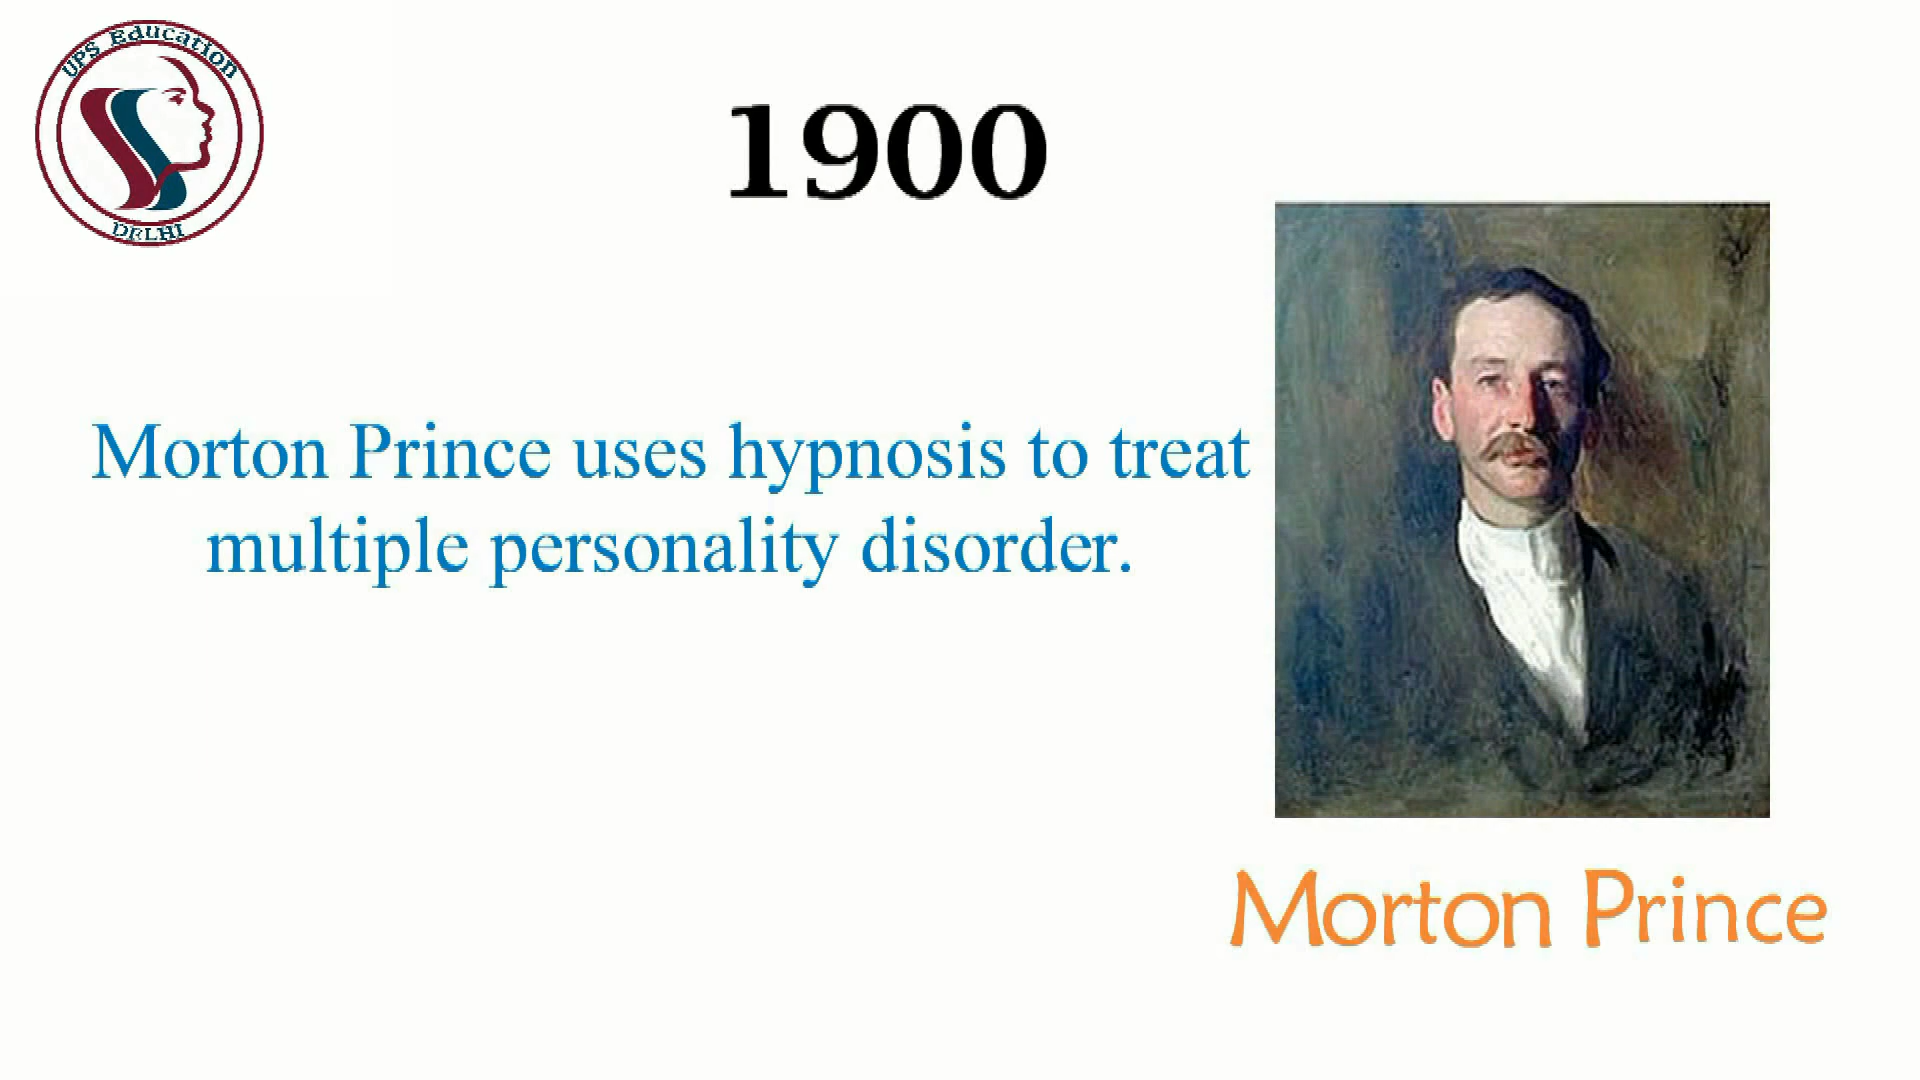 UPS Education
DELHI
1900
Morton Prince uses hypnosis to treat
multiple personality disorder.
Morton Prince